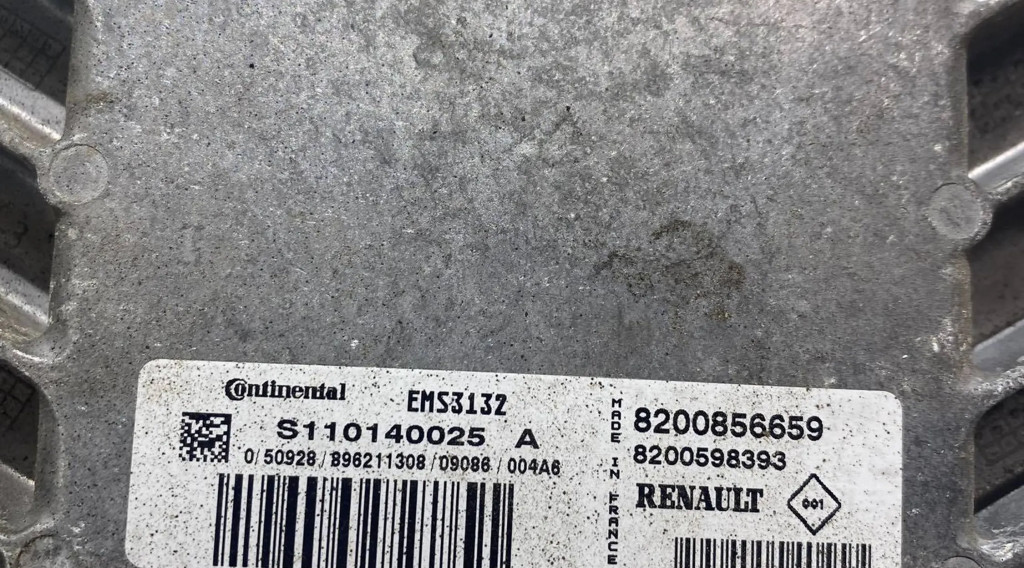 Continental EMS3132
S110140025 A
0/50928/896211308/09086/004A6
MADE IN FRANCE
8200856659
8200598393
RENAULT 001